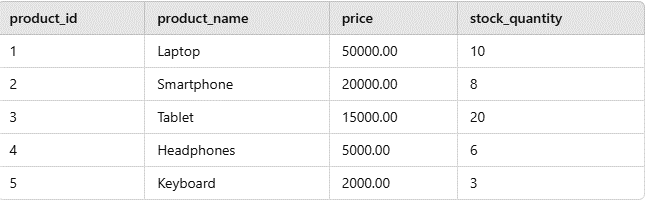 product_id product_name price stock_quantity
1 Laptop 50000.00 10
2 Smartphone 20000.00 8
3 Tablet 15000.00 20
4 Headphones 5000.00 6
5 Keyboard 2000.00 3